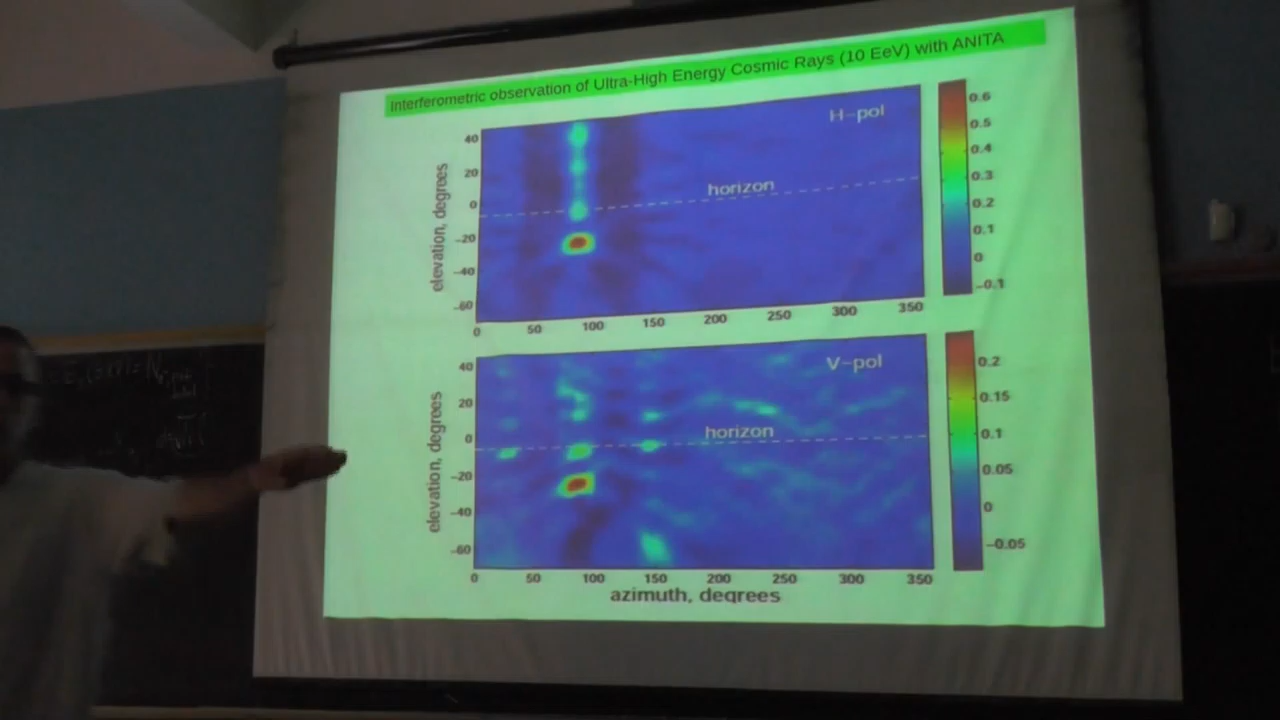 Interferometric observation of Ultra-High Energy Cosmic Rays (10 EeV) with ANITA
H-pol
horizon
elevation, degrees
40
20
0
-20
-40
-60
0 50 100 150 200 250 300 350
0.6
0.5
0.4
0.3
0.2
0.1
0
-0.1
V-pol
horizon
elevation, degrees
40
20
0
-20
-40
-60
0 50 100 150 200 250 300 350
azimuth, degrees
0.2
0.15
0.1
0.05
0
-0.05